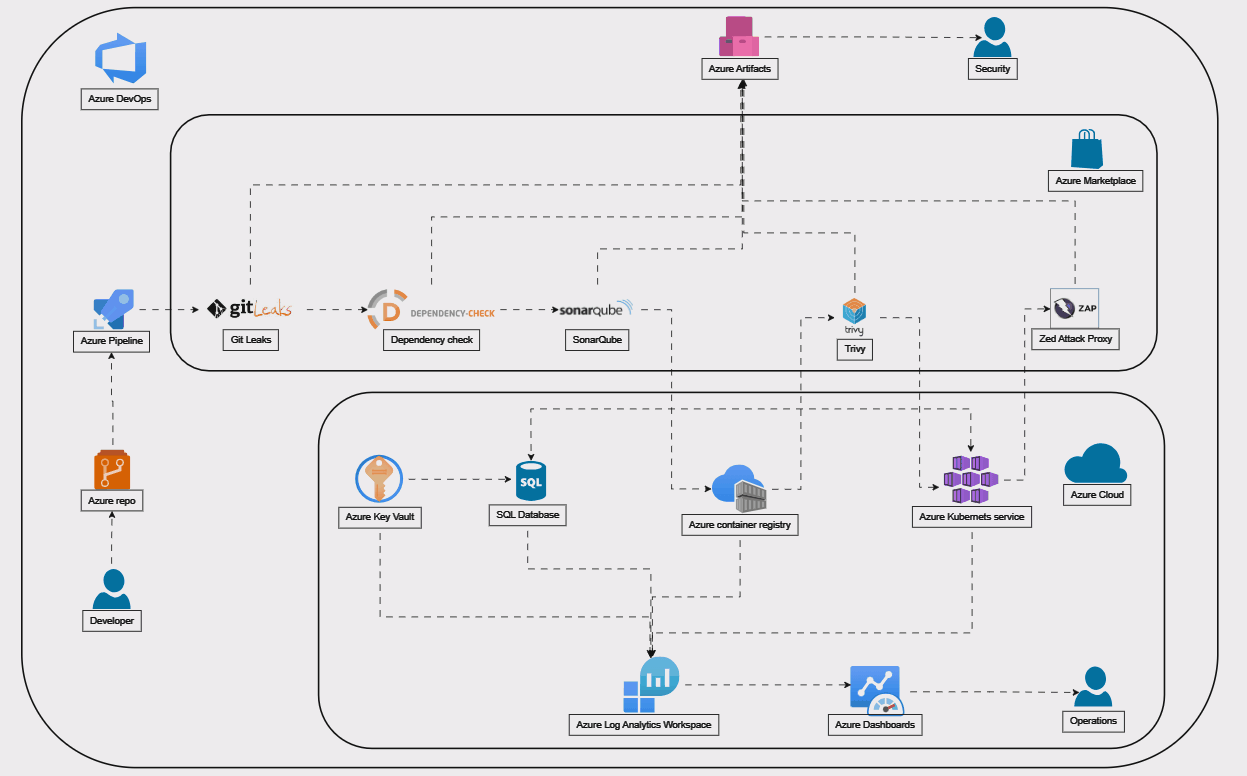 Azure DevOps
Azure Artifacts
Security
Azure Marketplace
git Leaks
Git Leaks
D DEPENDENCY-CHECK
Dependency check
sonarqube
SonarQube
trivy
Trivy
ZAP
Zed Attack Proxy
Azure Pipeline
Azure repo
Developer
Azure Key Vault
SQL
SQL Database
Azure container registry
Azure Kubernets service
Azure Cloud
Azure Log Analytics Workspace
Azure Dashboards
Operations